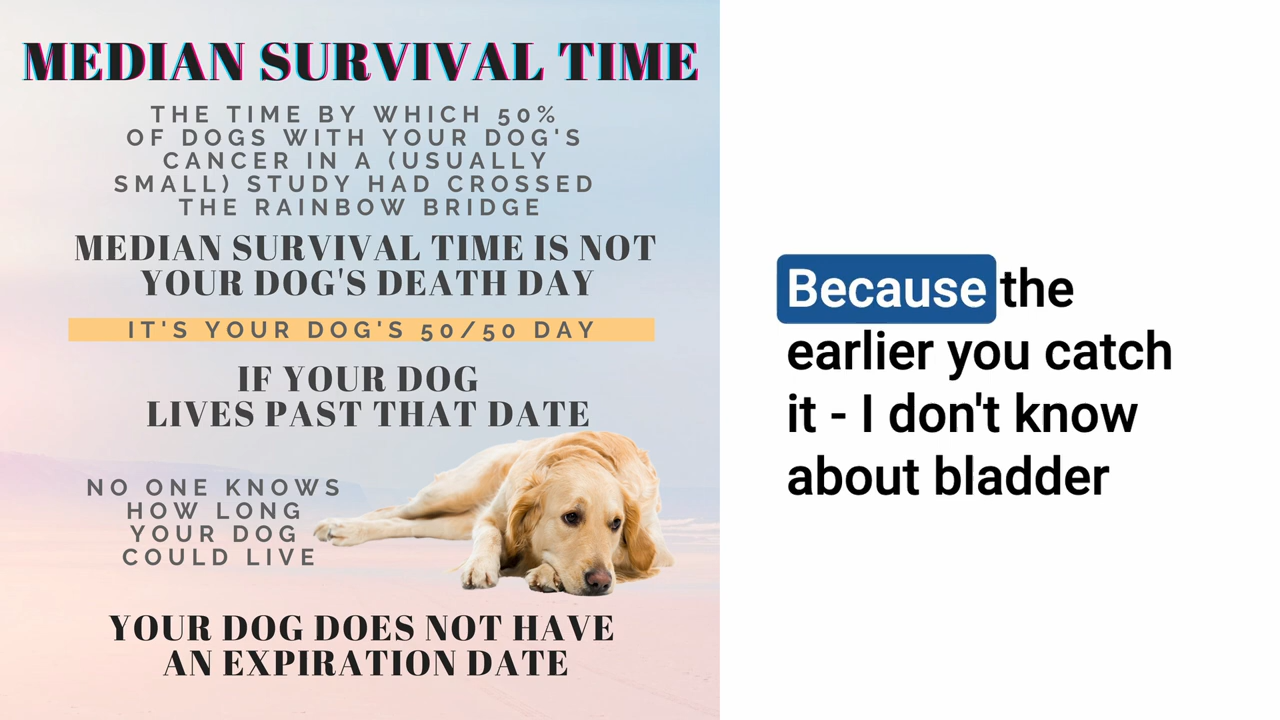 MEDIAN SURVIVAL TIME
THE TIME BY WHICH 50%
OF DOGS WITH YOUR DOG'S
CANCER IN A (USUALLY
SMALL) STUDY HAD CROSSED
THE RAINBOW BRIDGE
MEDIAN SURVIVAL TIME IS NOT
YOUR DOG'S DEATH DAY
IT'S YOUR DOG'S 50/50 DAY
IF YOUR DOG
LIVES PAST THAT DATE
NO ONE KNOWS
HOW LONG
YOUR DOG
COULD LIVE
YOUR DOG DOES NOT HAVE
AN EXPIRATION DATE
Because the
earlier you catch
it - I don't know
about bladder